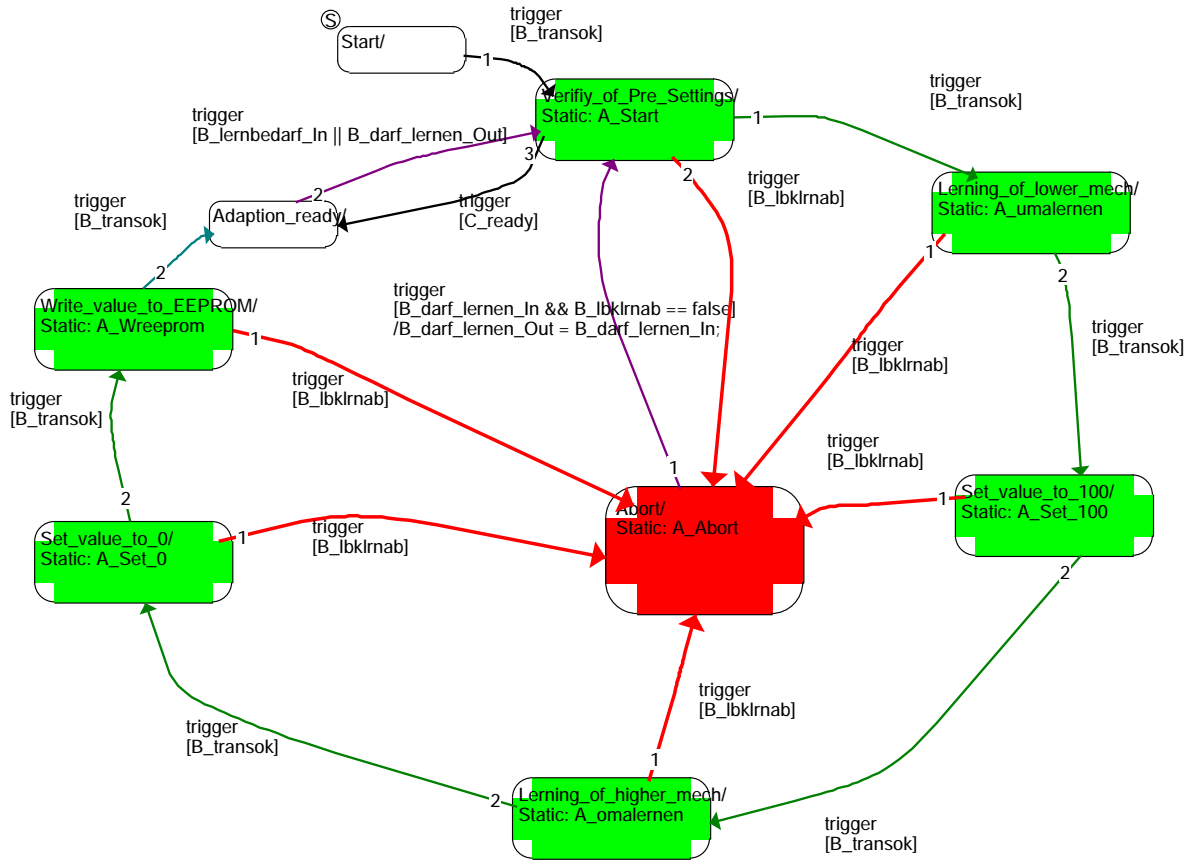 S
Start/
trigger
[B_transok]
1
Verifiy_of_Pre_Settings/
Static: A_Start
trigger
[B_transok]
1
trigger
[B_lernbedarf_In || B_darf_lernen_Out]
3
2
2
trigger
[B_lbklrnab]
Lerning_of_lower_mech/
Static: A_umalernen
trigger
[B_transok]
Adaption_ready/
trigger
[C_ready]
1
2
2
Write_value_to_EEPROM/
Static: A_Wreeprom
trigger
[B_darf_lernen_In && B_lbklrnab == false]
/B_darf_lernen_Out = B_darf_lernen_In;
1
trigger
[B_lbklrnab]
trigger
[B_transok]
trigger
[B_lbklrnab]
trigger
[B_transok]
trigger
[B_lbklrnab]
1
2
Abort/
Static: A_Abort
1
Set_value_to_100/
Static: A_Set_100
Set_value_to_0/
Static: A_Set_0
1
trigger
[B_lbklrnab]
2
trigger
[B_lbklrnab]
trigger
[B_transok]
1
2
Lerning_of_higher_mech/
Static: A_omalernen
trigger
[B_transok]